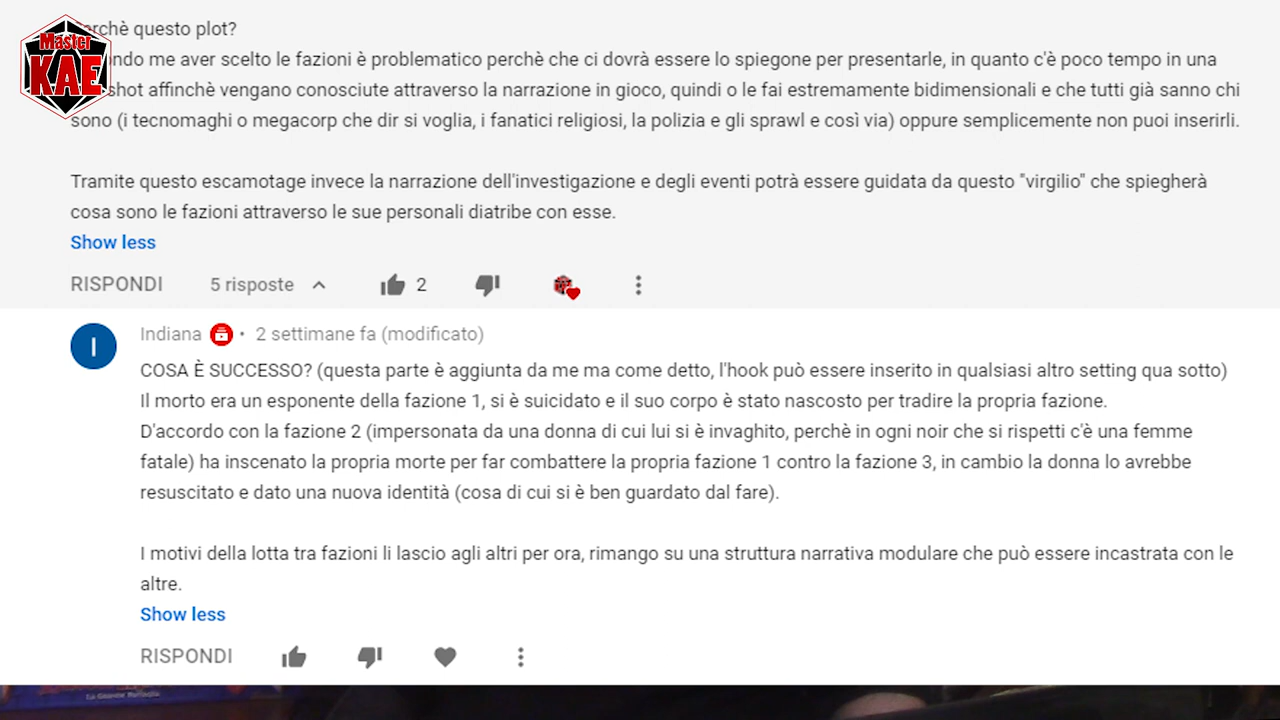 Master
KAE
erchè questo plot?
ndo me aver scelto le fazioni è problematico perchè che ci dovrà essere lo spiegone per presentarle, in quanto c'è poco tempo in una
shot affinchè vengano conosciute attraverso la narrazione in gioco, quindi o le fai estremamente bidimensionali e che tutti già sanno chi
sono (i tecnomaghi o megacorp che dir si voglia, i fanatici religiosi, la polizia e gli sprawl e così via) oppure semplicemente non puoi inserirli.
Tramite questo escamotage invece la narrazione dell'investigazione e degli eventi potrà essere guidata da questo "virgilio" che spiegherà
cosa sono le fazioni attraverso le sue personali diatribe con esse.
Show less
RISPONDI 5 risposte 2
I
Indiana • 2 settimane fa (modificato)
COSA È SUCCESSO? (questa parte è aggiunta da me ma come detto, l'hook può essere inserito in qualsiasi altro setting qua sotto)
Il morto era un esponente della fazione 1, si è suicidato e il suo corpo è stato nascosto per tradire la propria fazione.
D'accordo con la fazione 2 (impersonata da una donna di cui lui si è invaghito, perchè in ogni noir che si rispetti c'è una femme
fatale) ha inscenato la propria morte per far combattere la propria fazione 1 contro la fazione 3, in cambio la donna lo avrebbe
resuscitato e dato una nuova identità (cosa di cui si è ben guardato dal fare).
I motivi della lotta tra fazioni li lascio agli altri per ora, rimango su una struttura narrativa modulare che può essere incastrata con le
altre.
Show less
RISPONDI